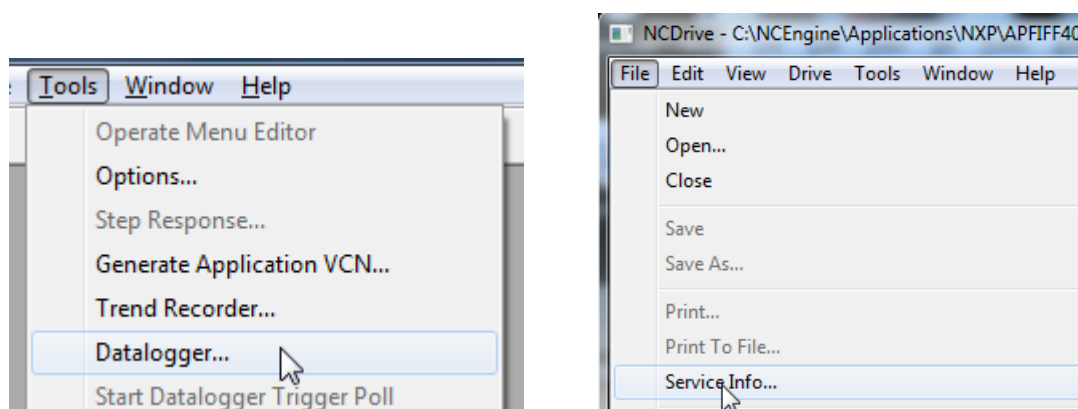 Tools Window Help
Operate Menu Editor
Options...
Step Response...
Generate Application VCN...
Trend Recorder...
Datalogger...
Start Datalogger Trigger Poll
NCDrive - C:\NCEngine\Applications\NXP\APFIFF40
File Edit View Drive Tools Window Help
New
Open...
Close
Save
Save As...
Print...
Print To File...
Service Info...